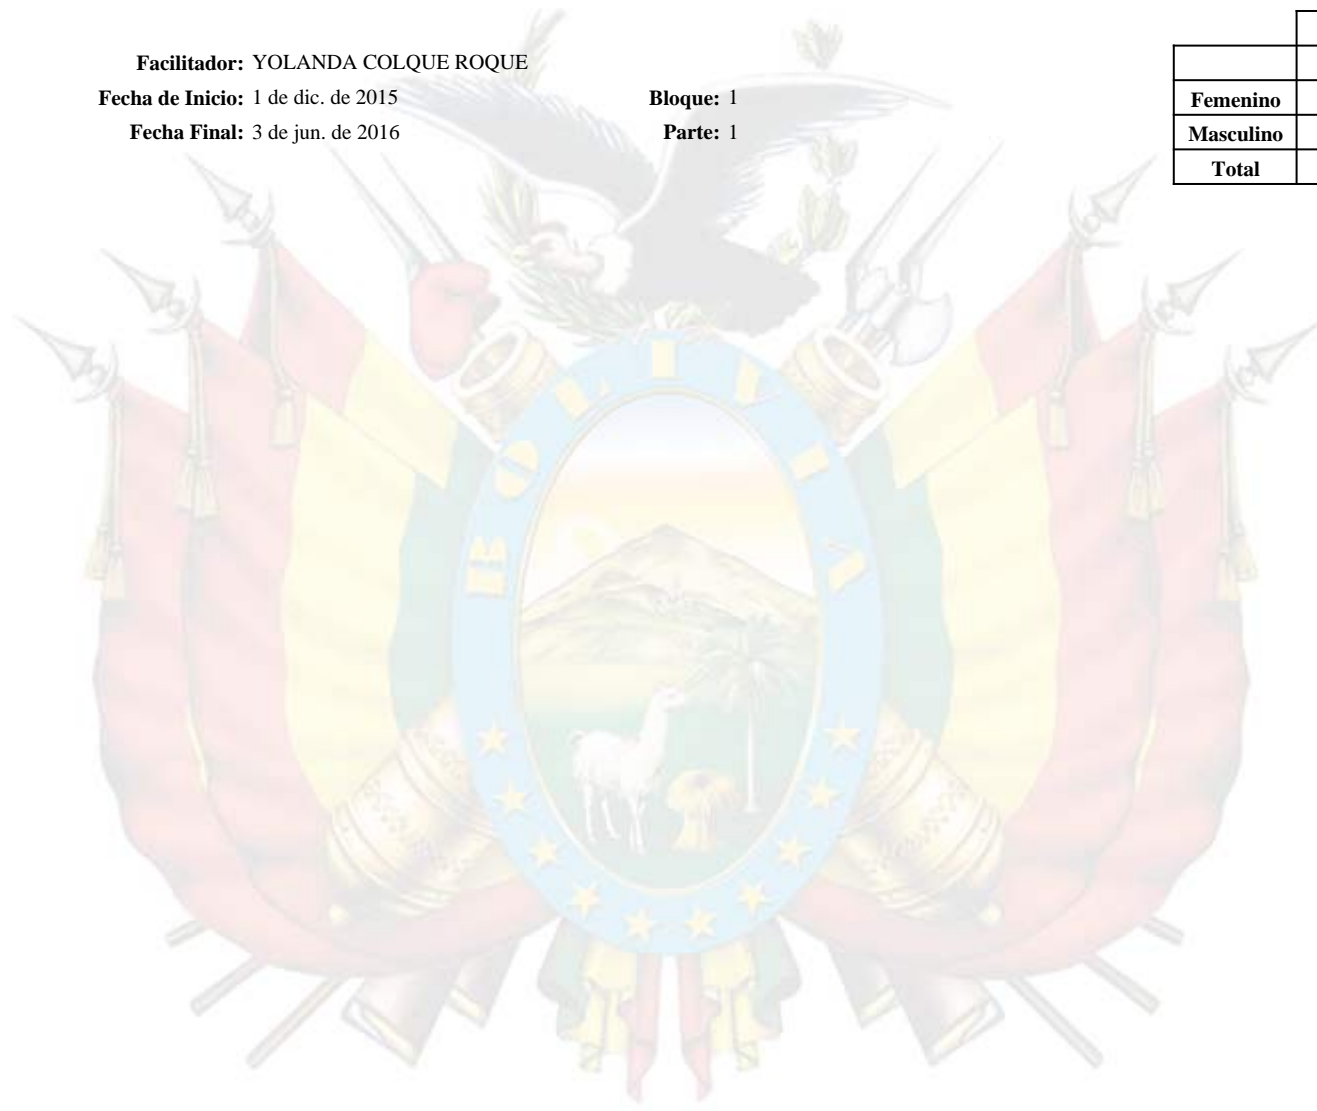 Facilitador: YOLANDA COLQUE ROQUE
Fecha de Inicio: 1 de dic. de 2015 Bloque: 1
Fecha Final: 3 de jun. de 2016 Parte: 1
Femenino
Masculino
Total
BOLIVIA